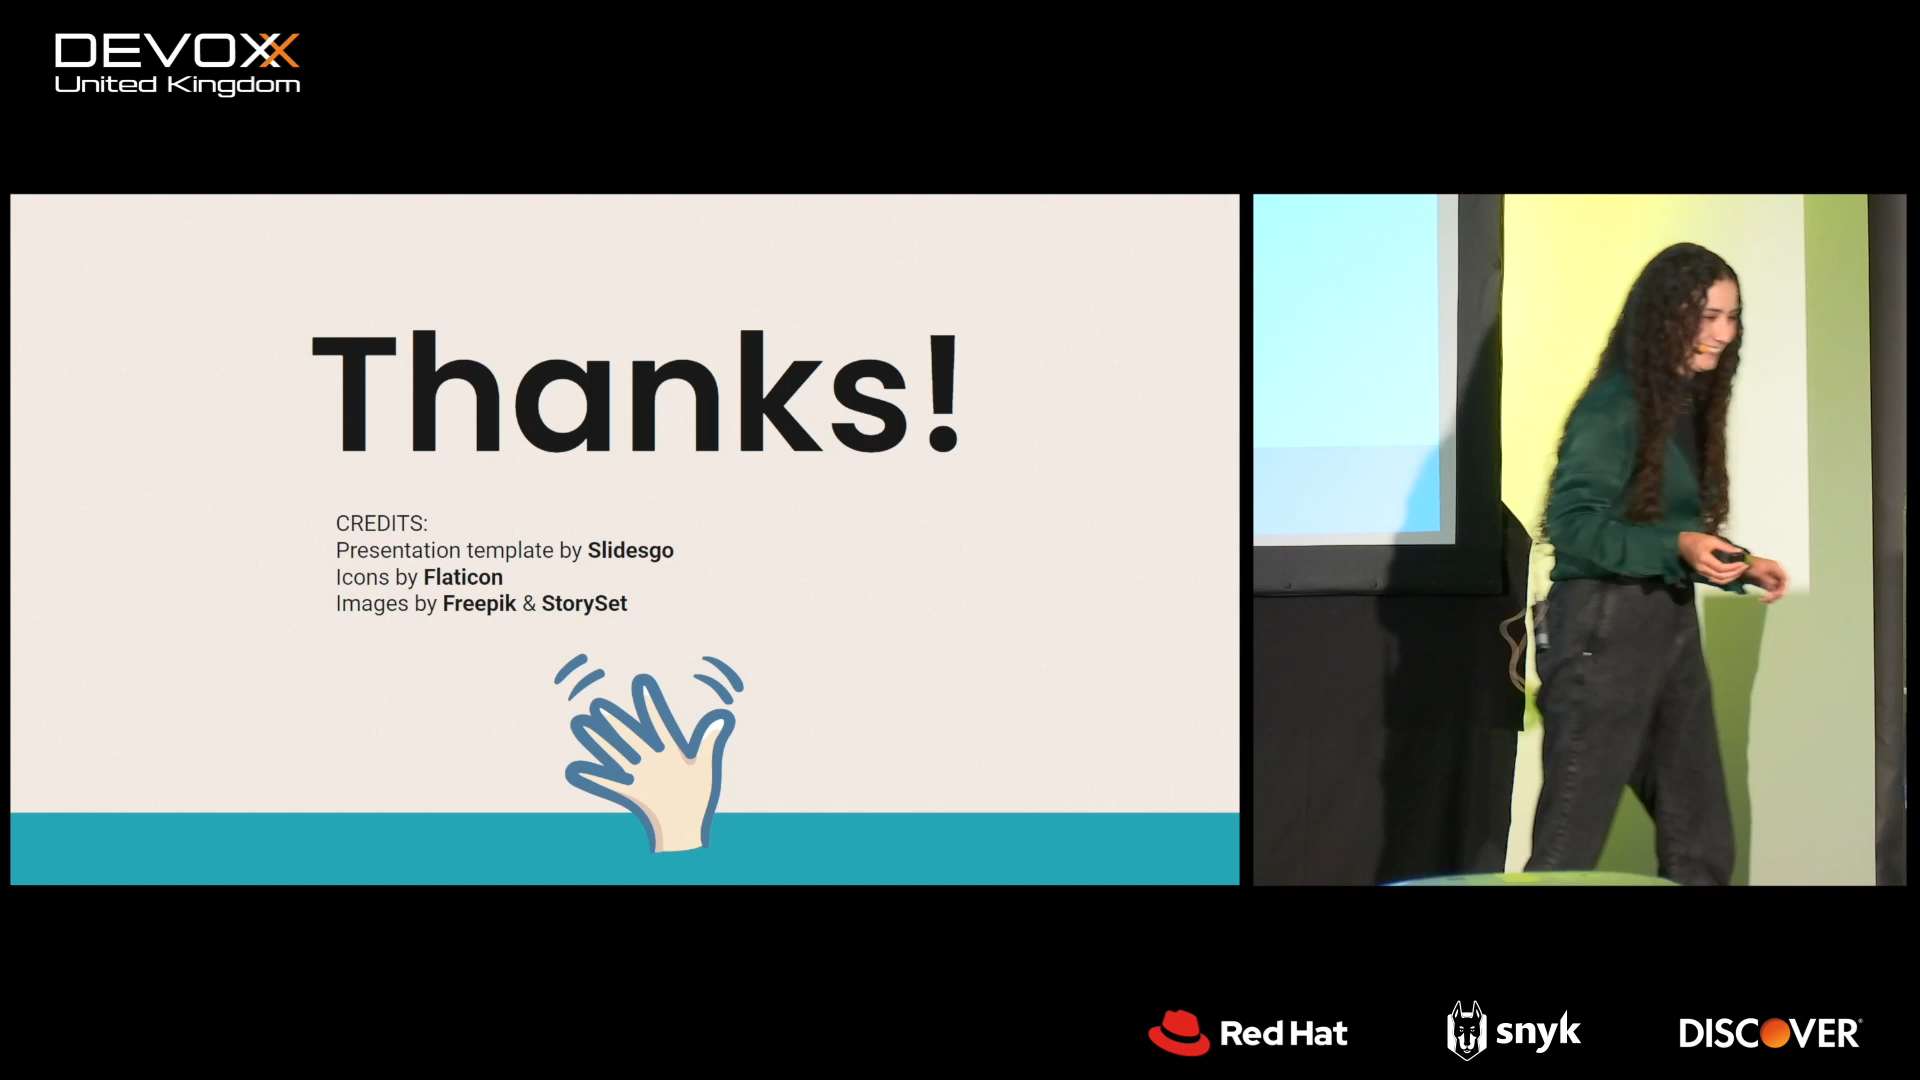 DEVOXX
United Kingdom
Thanks!
CREDITS:
Presentation template by Slidesgo
Icons by Flaticon
Images by Freepik & StorySet
Red Hat
snyk
DISCOVER